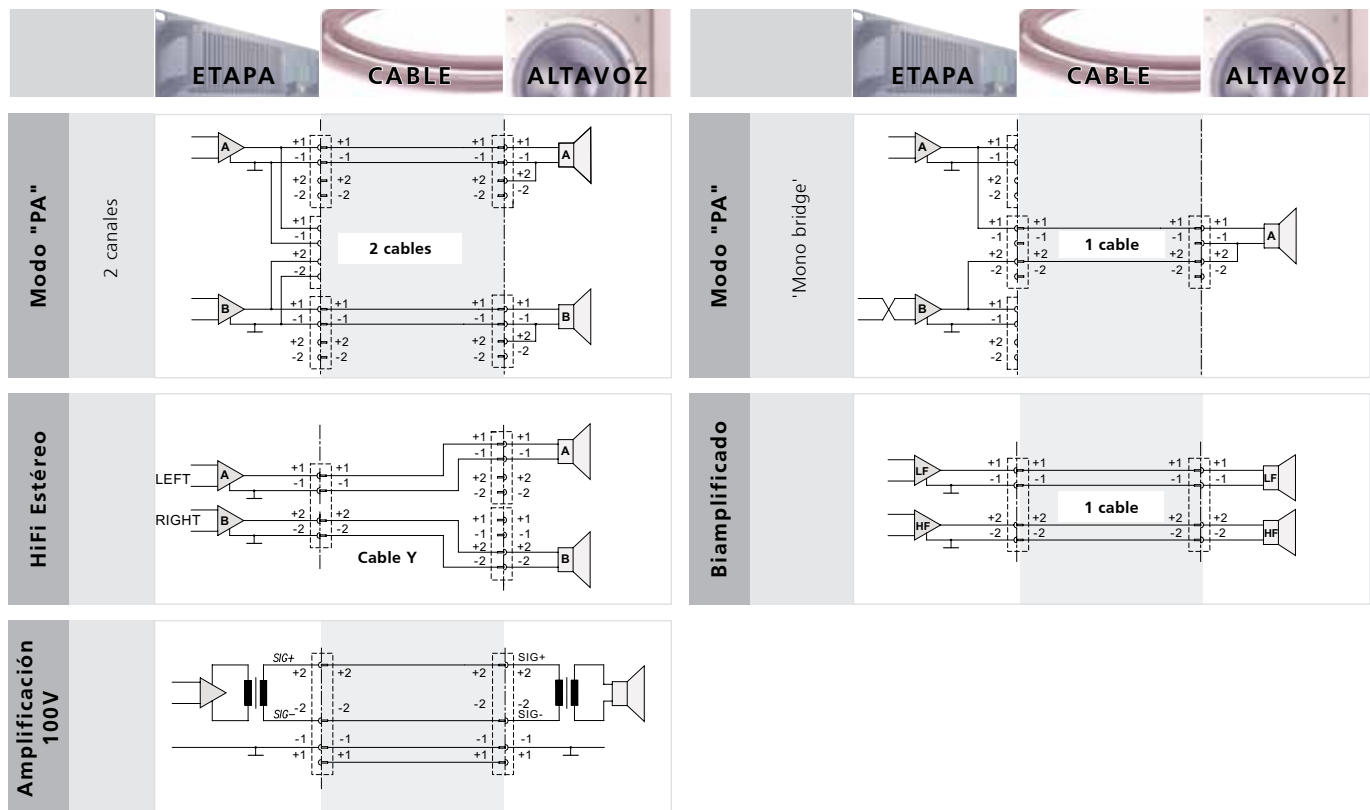 ETAPA CABLE ALTAVOZ
ETAPA CABLE ALTAVOZ
Modo "PA"
2 canales
A
+1 +1
-1 -1
+2 +2
-2 -2
+1
-1
+2
-2
B
+1 +1
-1 -1
+2 +2
-2 -2
2 cables
+1 +1
-1 -1
+2 +2
-2 -2
A
+1 +1
-1 -1
+2 +2
-2 -2
B
Modo "PA"
'Mono bridge'
A
+1
-1
+2
-2
+1 +1
-1 -1
+2 +2
-2 -2
B
+1
-1
+2
-2
1 cable
+1 +1
-1 -1
+2 +2
-2 -2
A
HiFi Estéreo
LEFT A
+1 +1
-1 -1
RIGHT B
+2 +2
-2 -2
Cable Y
+1 +1
-1 -1
+2 +2
-2 -2
A
+1 +1
-1 -1
+2 +2
-2 -2
B
Biamplificado
LF
+1 +1
-1 -1
HF
+2 +2
-2 -2
1 cable
+1 +1
-1 -1
LF
+2 +2
-2 -2
HF
Amplificación
100V
SIG+
+2 +2
-2 -2
SIG-
-1 -1
+1 +1
SIG+
+2 +2
-2 -2
SIG-
-1 -1
+1 +1